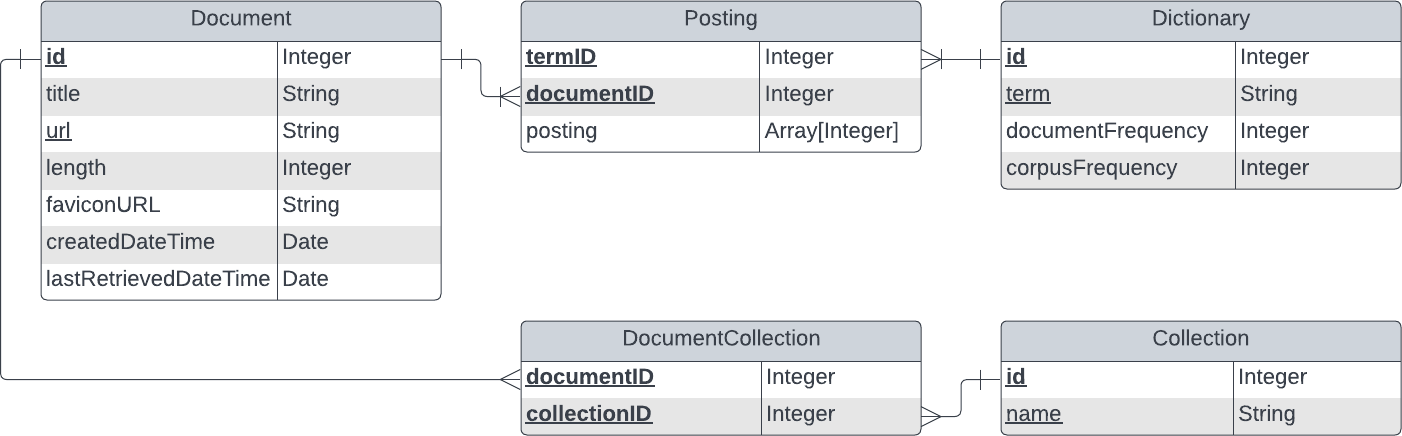 Document
id Integer
title String
url String
length Integer
faviconURL String
createdDateTime Date
lastRetrievedDateTime Date
Posting
termID Integer
documentID Integer
posting Array[Integer]
Dictionary
id Integer
term String
documentFrequency Integer
corpusFrequency Integer
DocumentCollection
documentID Integer
collectionID Integer
Collection
id Integer
name String